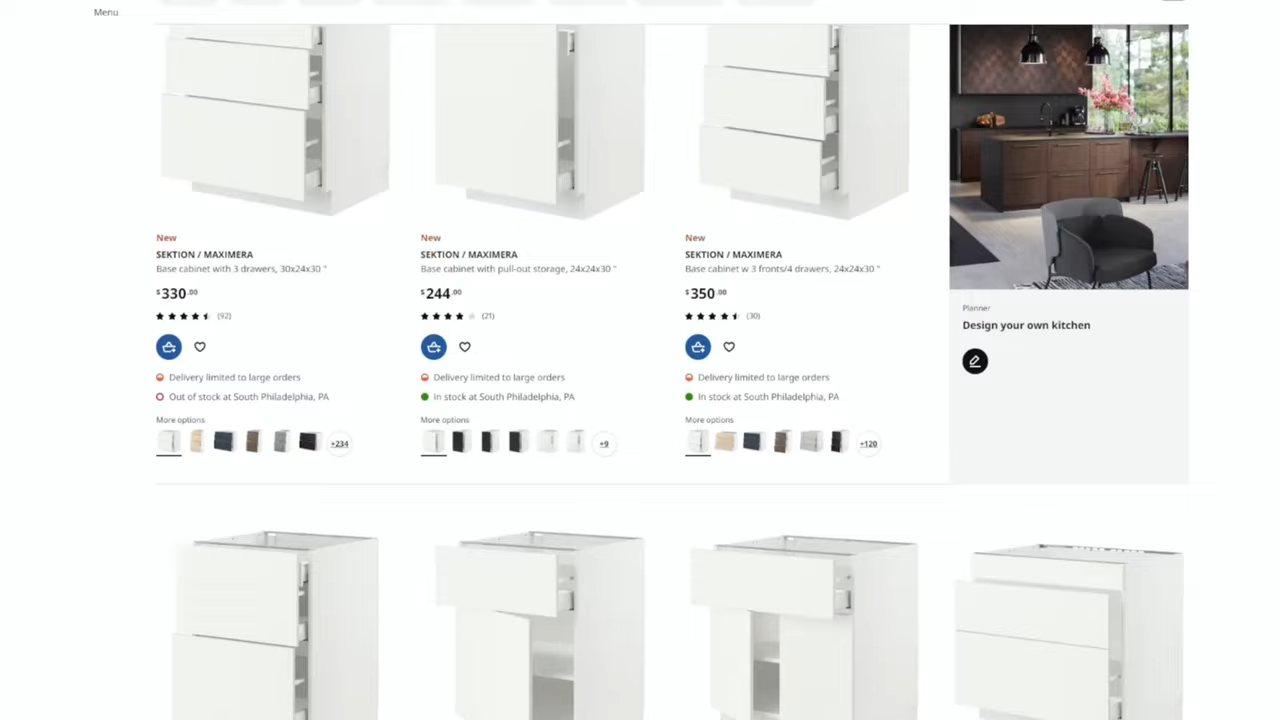 Menu
New
SEKTION / MAXIMERA
Base cabinet with 3 drawers, 30x24x30 "
$330.00
(92)
Delivery limited to large orders
Out of stock at South Philadelphia, PA
More options
+234
New
SEKTION / MAXIMERA
Base cabinet with pull-out storage, 24x24x30 "
$244.00
(21)
Delivery limited to large orders
In stock at South Philadelphia, PA
More options
+9
New
SEKTION / MAXIMERA
Base cabinet w 3 fronts/4 drawers, 24x24x30 "
$350.00
(30)
Delivery limited to large orders
In stock at South Philadelphia, PA
More options
+120
Planner
Design your own kitchen